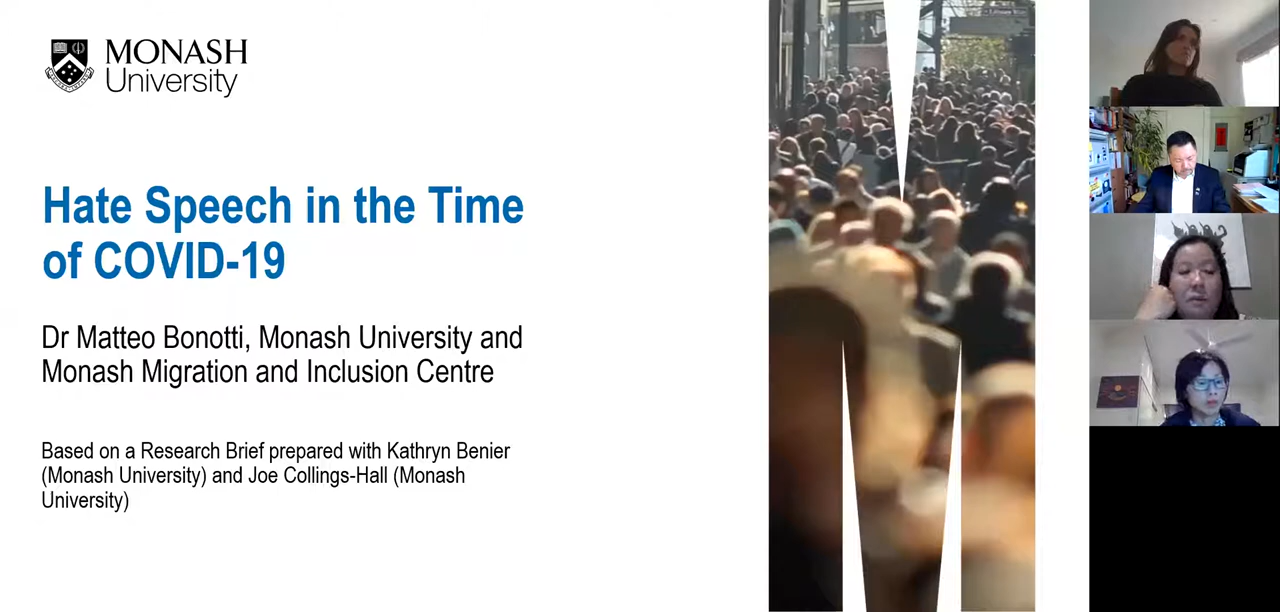 MONASH
University
Hate Speech in the Time
of COVID-19
Dr Matteo Bonotti, Monash University and
Monash Migration and Inclusion Centre
Based on a Research Brief prepared with Kathryn Benier
(Monash University) and Joe Collings-Hall (Monash
University)